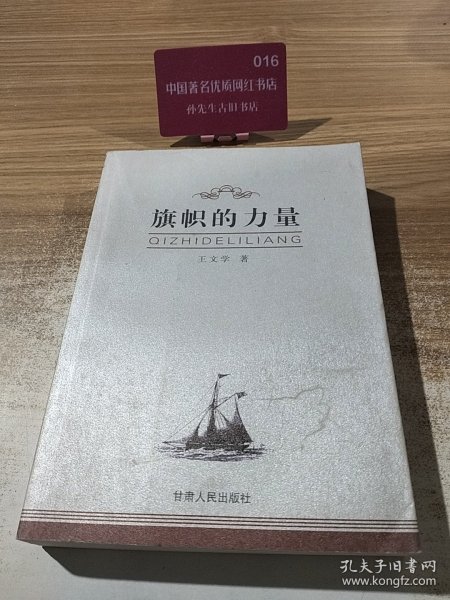 016
中国著名优质网红书店
孙先生古旧书店
旗帜的力量
QIZHIDELILIANG
王文学 著
甘肃人民出版社
孔夫子旧书网
www.kongfz.com